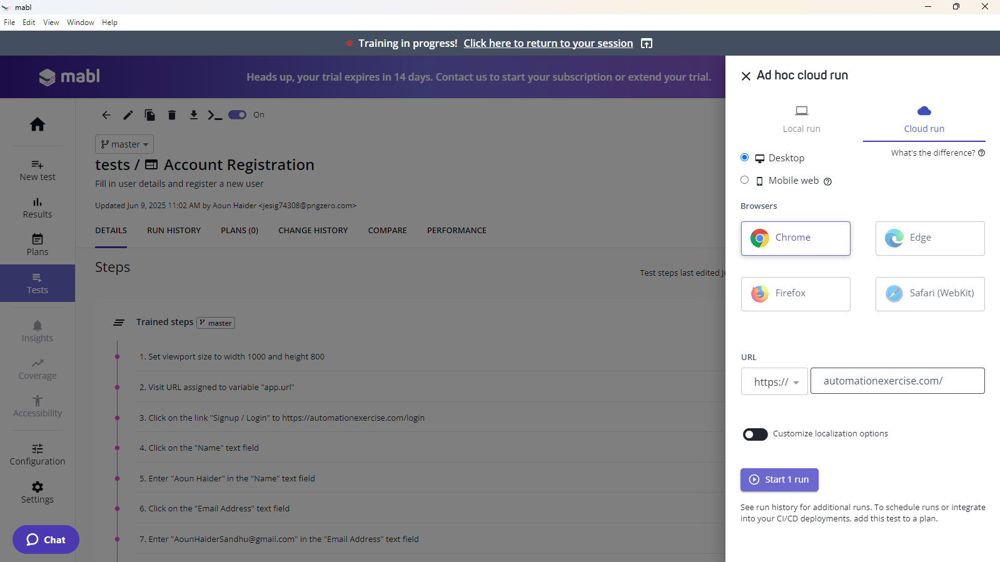 mabl
File Edit View Window Help
Training in progress! Click here to return to your session
mabl
Heads up, your trial expires in 14 days. Contact us to start your subscription or extend your trial.
On
master
tests / Account Registration
Fill in user details and register a new user
Updated Jun 9, 2025 11:02 AM by Aoun Haider <jesig74308@pngzero.com>
DETAILS RUN HISTORY PLANS (0) CHANGE HISTORY COMPARE PERFORMANCE
Steps
Test steps last edited
Trained steps master
1. Set viewport size to width 1000 and height 800
2. Visit URL assigned to variable "app.url"
3. Click on the link "Signup / Login" to https://automationexercise.com/login
4. Click on the "Name" text field
5. Enter "Aoun Haider" in the "Name" text field
6. Click on the "Email Address" text field
7. Enter "AounHaiderSandhu@gmail.com" in the "Email Address" text field
New test
Results
Plans
Tests
Insights
Coverage
Accessibility
Configuration
Settings
Chat
Ad hoc cloud run
Local run
Cloud run
What's the difference?
Desktop
Mobile web
Browsers
Chrome
Edge
Firefox
Safari (WebKit)
URL
https://
automationexercise.com/
Customize localization options
Start 1 run
See run history for additional runs. To schedule runs or integrate
into your CI/CD deployments, add this test to a plan.